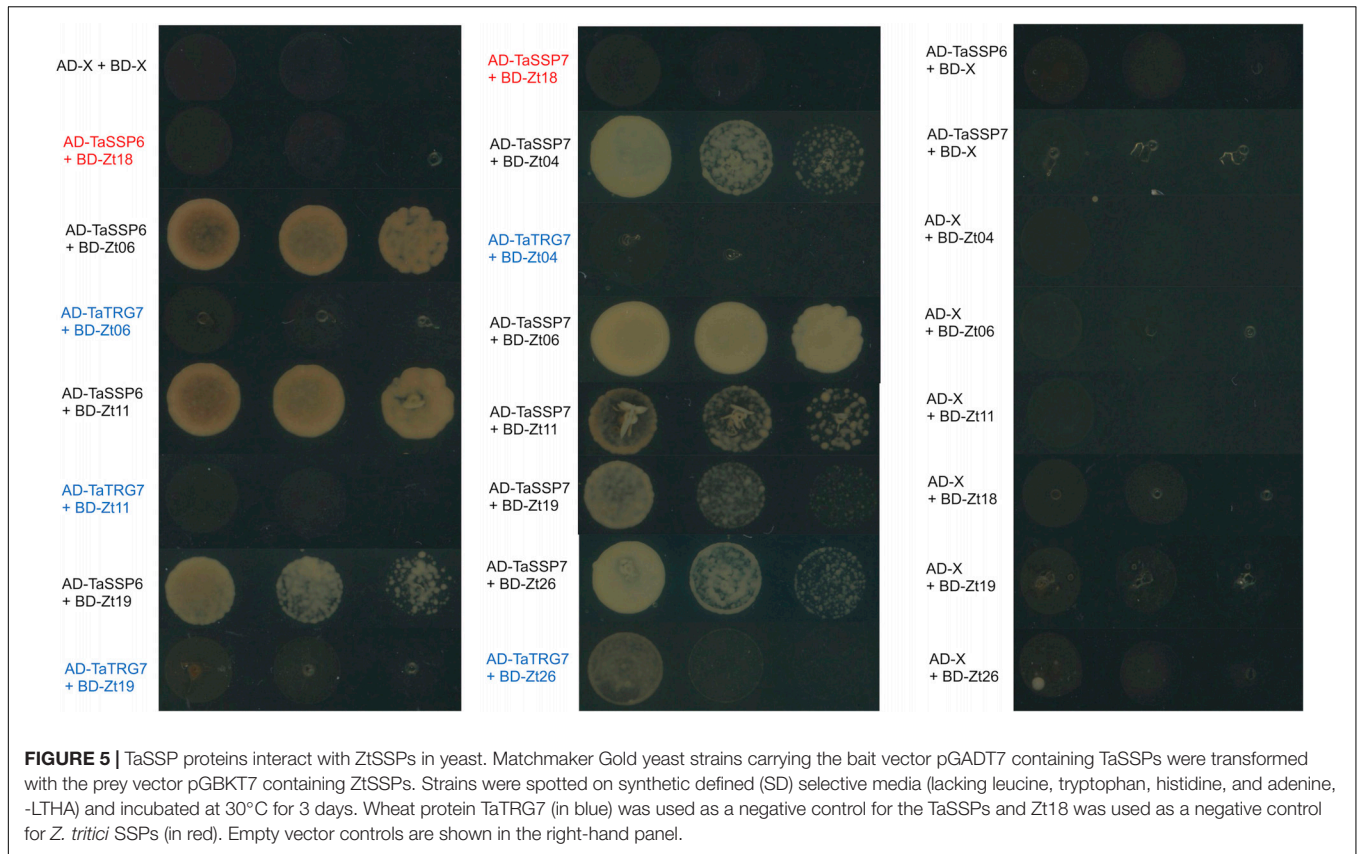 AD-X + BD-X
AD-TaSSP6
+ BD-Zt18
AD-TaSSP6
+ BD-Zt06
AD-TaTRG7
+ BD-Zt06
AD-TaSSP6
+ BD-Zt11
AD-TaTRG7
+ BD-Zt11
AD-TaSSP6
+ BD-Zt19
AD-TaTRG7
+ BD-Zt19
AD-TaSSP7
+ BD-Zt18
AD-TaSSP7
+ BD-Zt04
AD-TaTRG7
+ BD-Zt04
AD-TaSSP7
+ BD-Zt06
AD-TaSSP7
+ BD-Zt11
AD-TaSSP7
+ BD-Zt19
AD-TaSSP7
+ BD-Zt26
AD-TaTRG7
+ BD-Zt26
AD-TaSSP6
+ BD-X
AD-TaSSP7
+ BD-X
AD-X
+ BD-Zt04
AD-X
+ BD-Zt06
AD-X
+ BD-Zt11
AD-X
+ BD-Zt18
AD-X
+ BD-Zt19
AD-X
+ BD-Zt26
FIGURE 5 | TaSSP proteins interact with ZtSSPs in yeast. Matchmaker Gold yeast strains carrying the bait vector pGADT7 containing TaSSPs were transformed
with the prey vector pGBKT7 containing ZtSSPs. Strains were spotted on synthetic defined (SD) selective media (lacking leucine, tryptophan, histidine, and adenine,
-LTHA) and incubated at 30°C for 3 days. Wheat protein TaTRG7 (in blue) was used as a negative control for the TaSSPs and Zt18 was used as a negative control
for Z. tritici SSPs (in red). Empty vector controls are shown in the right-hand panel.